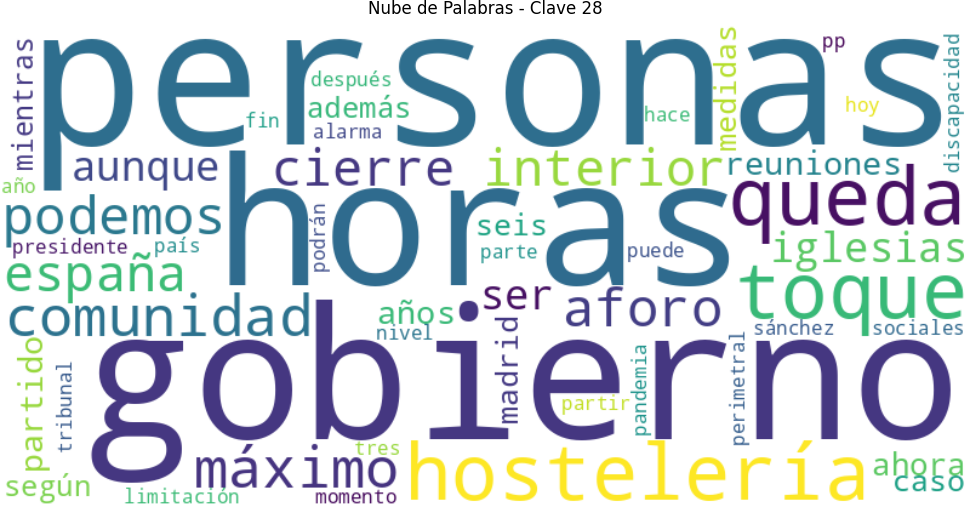 Nube de Palabras - Clave 28
personas
mientras
después
además
fin
alarma
hace
medidas
pp
hoy
discapacidad
aunque
cierre
interior
reuniones
año
podemos
horas
queda
presidente
país
podrán
seis
parte
puede
iglesias
españa
toque
comunidad
ser
aforo
años
nivel
madrid
sánchez
sociales
gobierno
partido
tribunal
partir
pandemia
perimetral
tres
máximo
hostelería
ahora
según
caso
limitación
momento